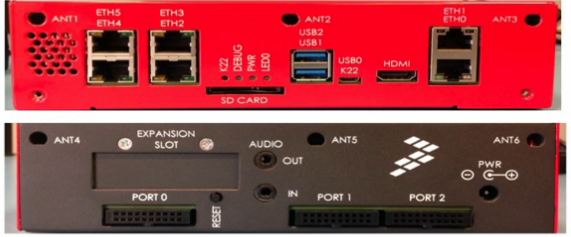 ANT1
ETH5
ETH4
ETH3
ETH2
K22
DEBUG
PWR
LED0
SD CARD
ANT2
USB2
USB1
USB0
K22
HDMI
ETH1
ETH0
ANT3
ANT4
EXPANSION
SLOT
AUDIO
OUT
IN
ANT5
ANT6
PWR
PORT 0
RESET
PORT 1
PORT 2